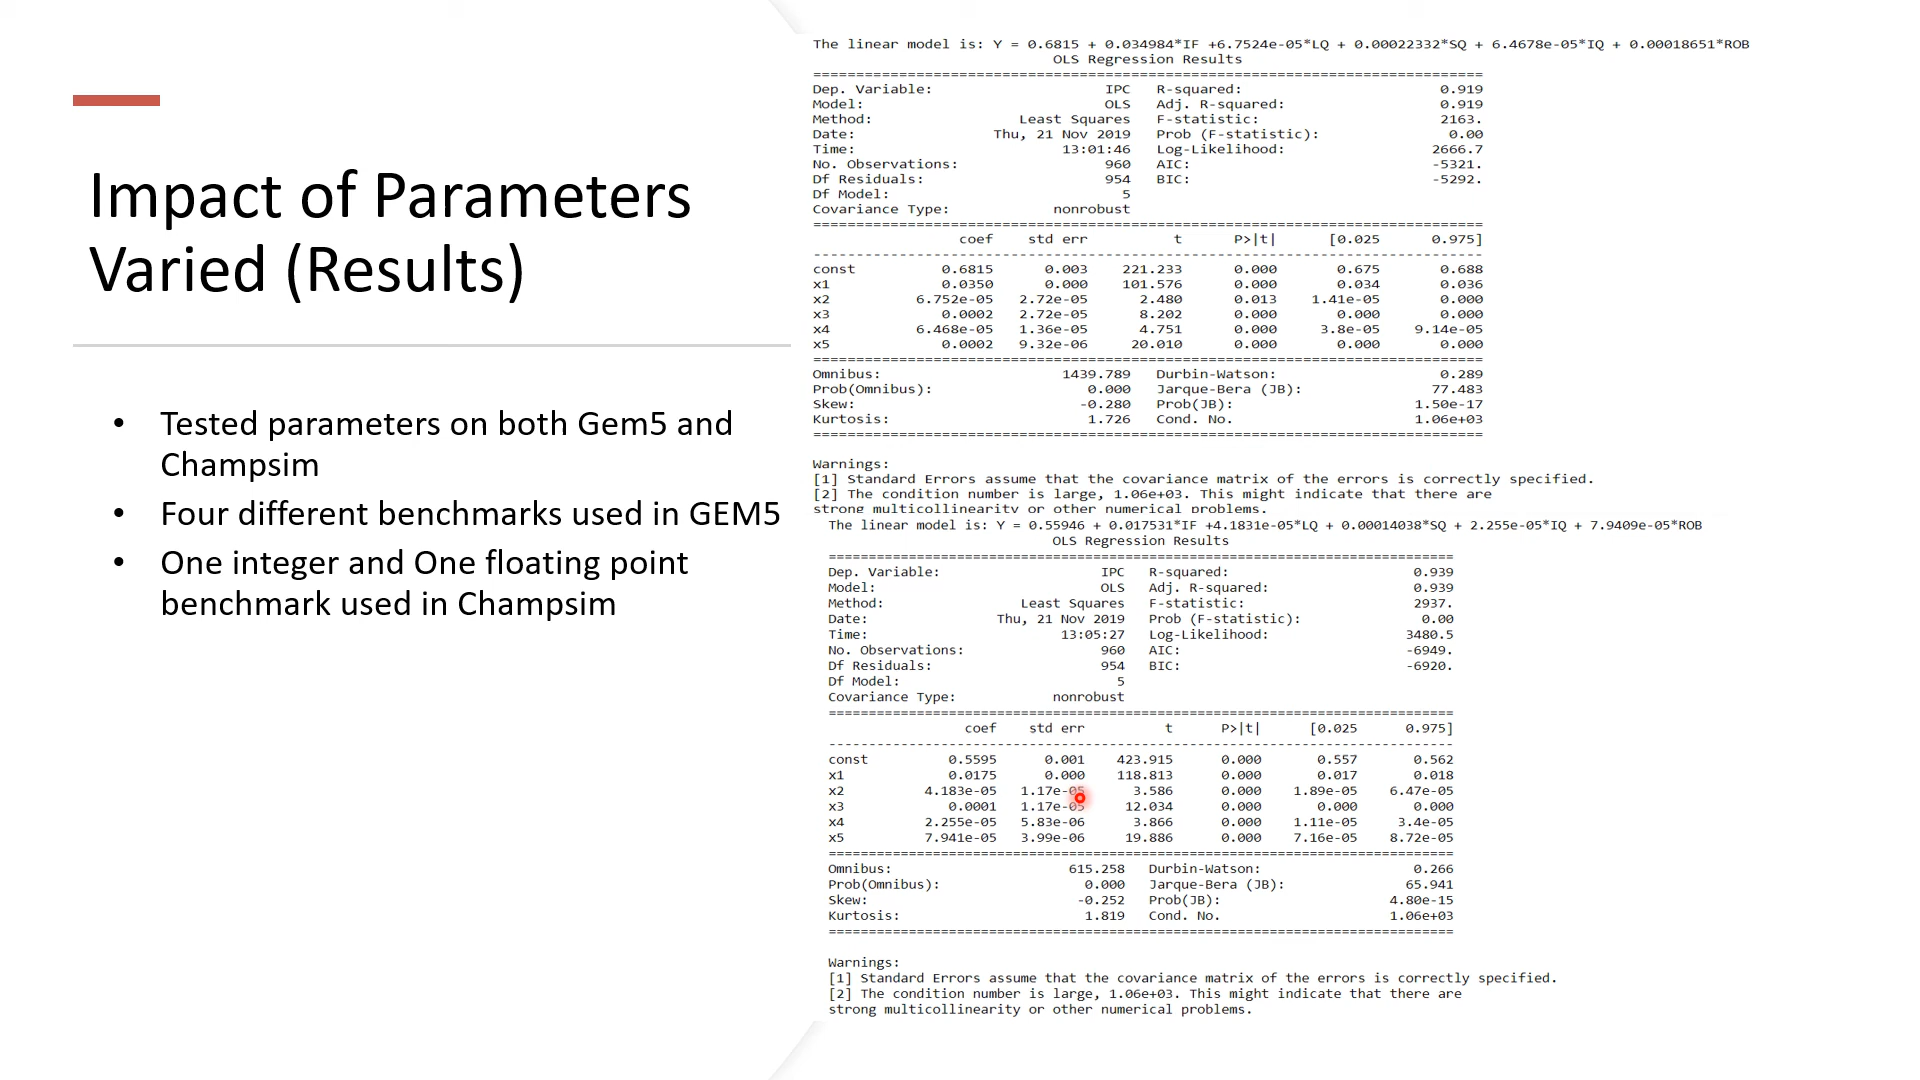 Impact of Parameters
Varied (Results)
• Tested parameters on both Gem5 and
Champsim
• Four different benchmarks used in GEM5
• One integer and One floating point
benchmark used in Champsim
The linear model is: Y = 0.6815 + 0.034984*IF +6.7524e-05*LQ + 0.00022332*SQ + 6.4678e-05*IQ + 0.00018651*ROB
OLS Regression Results
==============================================================================
Dep. Variable: IPC R-squared: 0.919
Model: OLS Adj. R-squared: 0.919
Method: Least Squares F-statistic: 2163.
Date: Thu, 21 Nov 2019 Prob (F-statistic): 0.00
Time: 13:01:46 Log-Likelihood: 2666.7
No. Observations: 960 AIC: -5321.
Df Residuals: 954 BIC: -5292.
Df Model: 5
Covariance Type: nonrobust
==============================================================================
coef std err t P>|t| [0.025 0.975]
------------------------------------------------------------------------------
const 0.6815 0.003 221.233 0.000 0.675 0.688
x1 0.0350 0.000 101.576 0.000 0.034 0.036
x2 6.752e-05 2.72e-05 2.480 0.013 1.41e-05 0.000
x3 0.0002 2.72e-05 8.202 0.000 0.000 0.000
x4 6.468e-05 1.36e-05 4.751 0.000 3.8e-05 9.14e-05
x5 0.0002 9.32e-06 20.010 0.000 0.000 0.000
==============================================================================
Omnibus: 1439.789 Durbin-Watson: 0.289
Prob(Omnibus): 0.000 Jarque-Bera (JB): 77.483
Skew: -0.280 Prob(JB): 1.50e-17
Kurtosis: 1.726 Cond. No. 1.06e+03
==============================================================================
Warnings:
[1] Standard Errors assume that the covariance matrix of the errors is correctly specified.
[2] The condition number is large, 1.06e+03. This might indicate that there are
strong multicollinearity or other numerical problems.
The linear model is: Y = 0.55946 + 0.017531*IF +4.1831e-05*LQ + 0.00014038*SQ + 2.255e-05*IQ + 7.9409e-05*ROB
OLS Regression Results
==============================================================================
Dep. Variable: IPC R-squared: 0.939
Model: OLS Adj. R-squared: 0.939
Method: Least Squares F-statistic: 2937.
Date: Thu, 21 Nov 2019 Prob (F-statistic): 0.00
Time: 13:05:27 Log-Likelihood: 3480.5
No. Observations: 960 AIC: -6949.
Df Residuals: 954 BIC: -6920.
Df Model: 5
Covariance Type: nonrobust
==============================================================================
coef std err t P>|t| [0.025 0.975]
------------------------------------------------------------------------------
const 0.5595 0.001 423.915 0.000 0.557 0.562
x1 0.0175 0.000 118.813 0.000 0.017 0.018
x2 4.183e-05 1.17e-05 3.586 0.000 1.89e-05 6.47e-05
x3 0.0001 1.17e-05 12.034 0.000 0.000 0.000
x4 2.255e-05 5.83e-06 3.866 0.000 1.11e-05 3.4e-05
x5 7.941e-05 3.99e-06 19.886 0.000 7.16e-05 8.72e-05
==============================================================================
Omnibus: 615.258 Durbin-Watson: 0.266
Prob(Omnibus): 0.000 Jarque-Bera (JB): 65.941
Skew: -0.252 Prob(JB): 4.80e-15
Kurtosis: 1.819 Cond. No. 1.06e+03
==============================================================================
Warnings:
[1] Standard Errors assume that the covariance matrix of the errors is correctly specified.
[2] The condition number is large, 1.06e+03. This might indicate that there are
strong multicollinearity or other numerical problems.